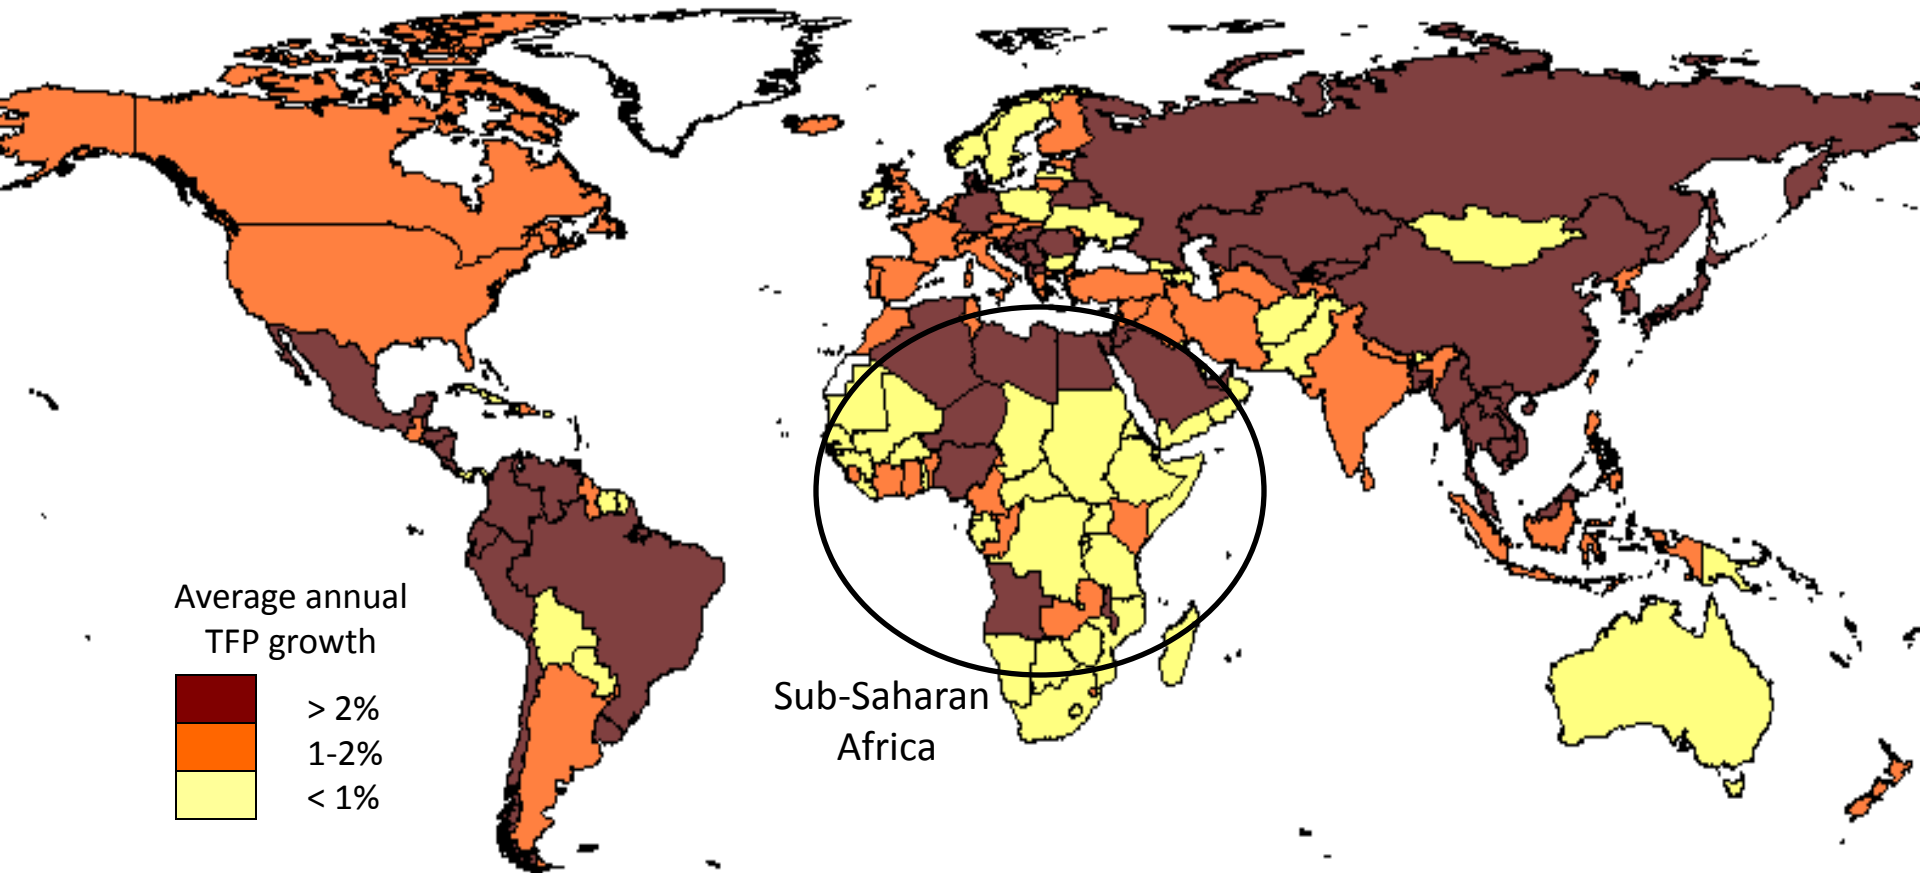 Average annual
TFP growth
> 2%
1-2%
< 1%
Sub-Saharan
Africa